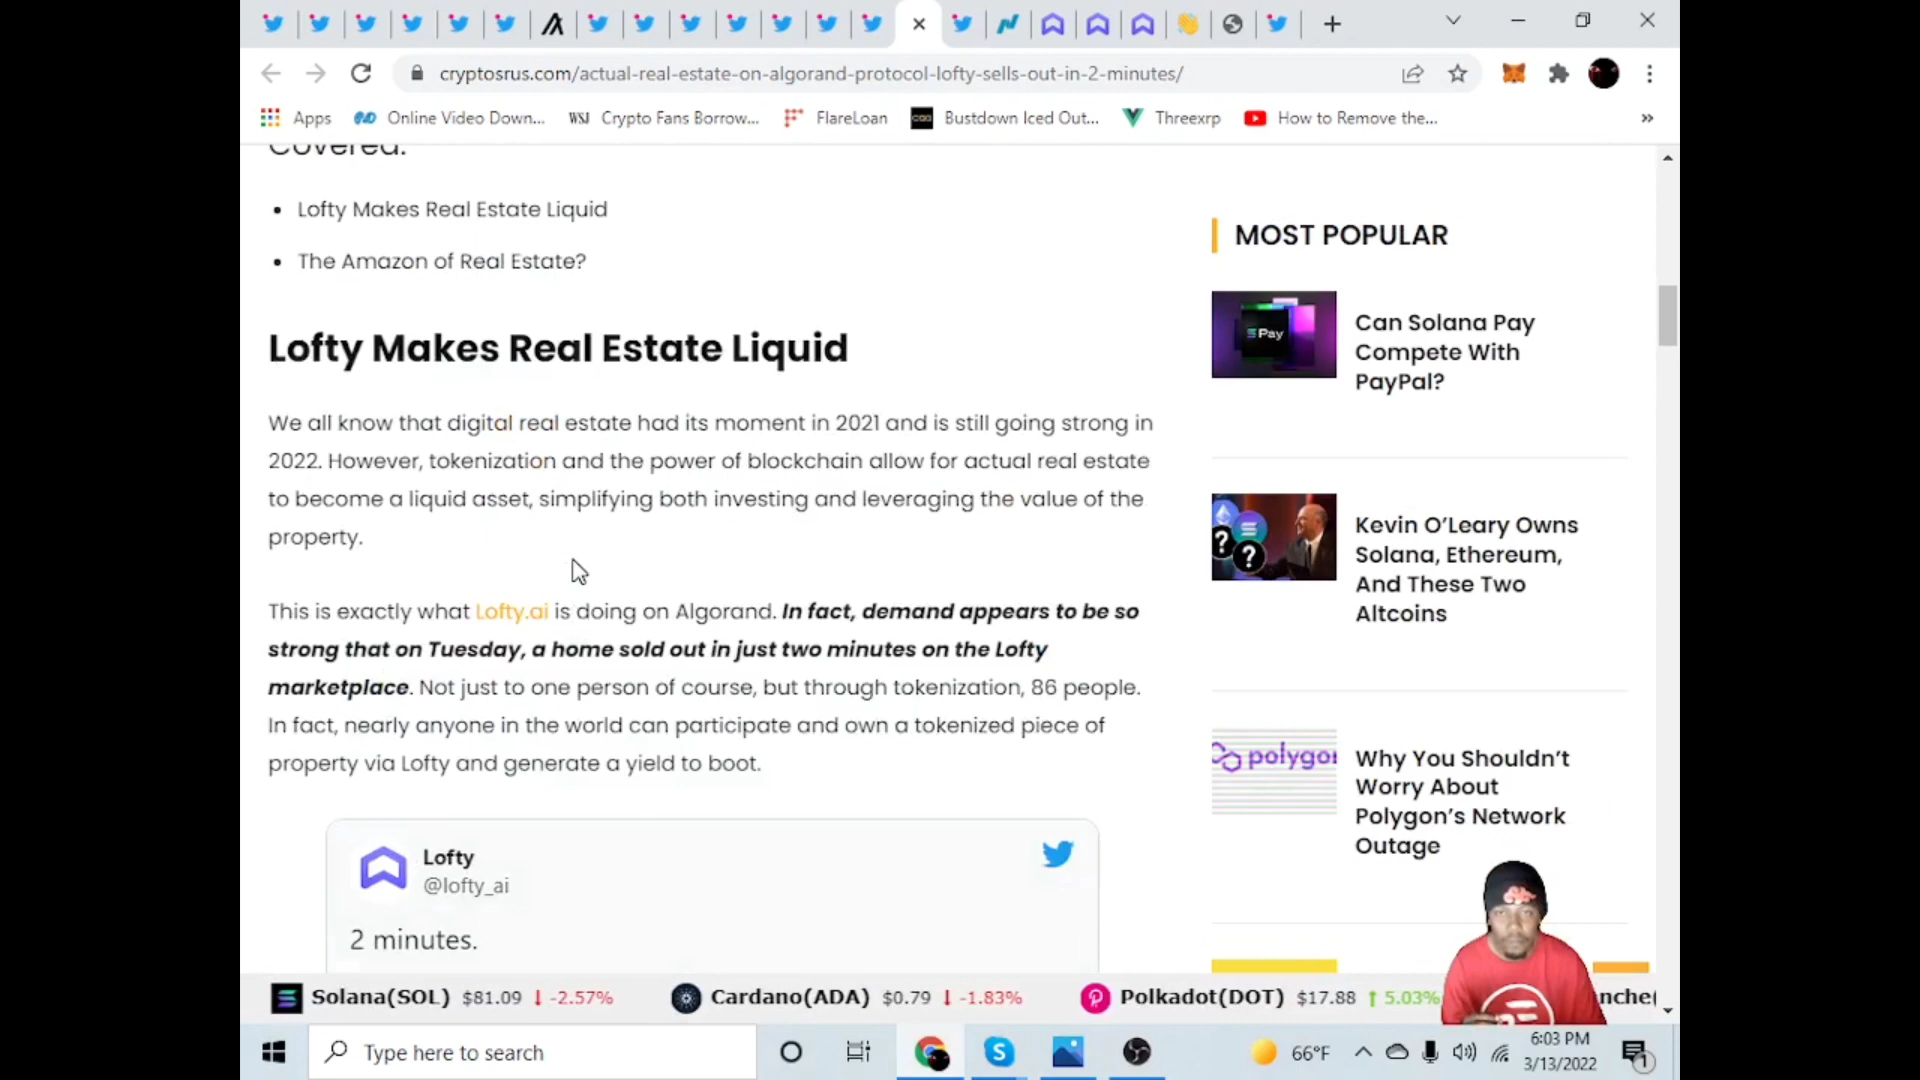 cryptosrus.com/actual-real-estate-on-algorand-protocol-lofty-sells-out-in-2-minutes/
Apps
Online Video Down...
WSJ Crypto Fans Borrow...
FlareLoan
Bustdown Iced Out...
Threexrp
How to Remove the...
»
Covered:
• Lofty Makes Real Estate Liquid
• The Amazon of Real Estate?
Lofty Makes Real Estate Liquid
We all know that digital real estate had its moment in 2021 and is still going strong in
2022. However, tokenization and the power of blockchain allow for actual real estate
to become a liquid asset, simplifying both investing and leveraging the value of the
property.
This is exactly what Lofty.ai is doing on Algorand. In fact, demand appears to be so
strong that on Tuesday, a home sold out in just two minutes on the Lofty
marketplace. Not just to one person of course, but through tokenization, 86 people.
In fact, nearly anyone in the world can participate and own a tokenized piece of
property via Lofty and generate a yield to boot.
Lofty
@lofty_ai
2 minutes.
MOST POPULAR
Pay
Can Solana Pay
Compete With
PayPal?
? ?
Kevin O'Leary Owns
Solana, Ethereum,
And These Two
Altcoins
polygo
Why You Shouldn't
Worry About
Polygon's Network
Outage
Solana(SOL) $81.09 ↓ -2.57%
Cardano(ADA) $0.79 ↓ -1.83%
Polkadot(DOT) $17.88 ↑ 5.03%
nche(
Type here to search
66°F
6:03 PM
3/13/2022
1